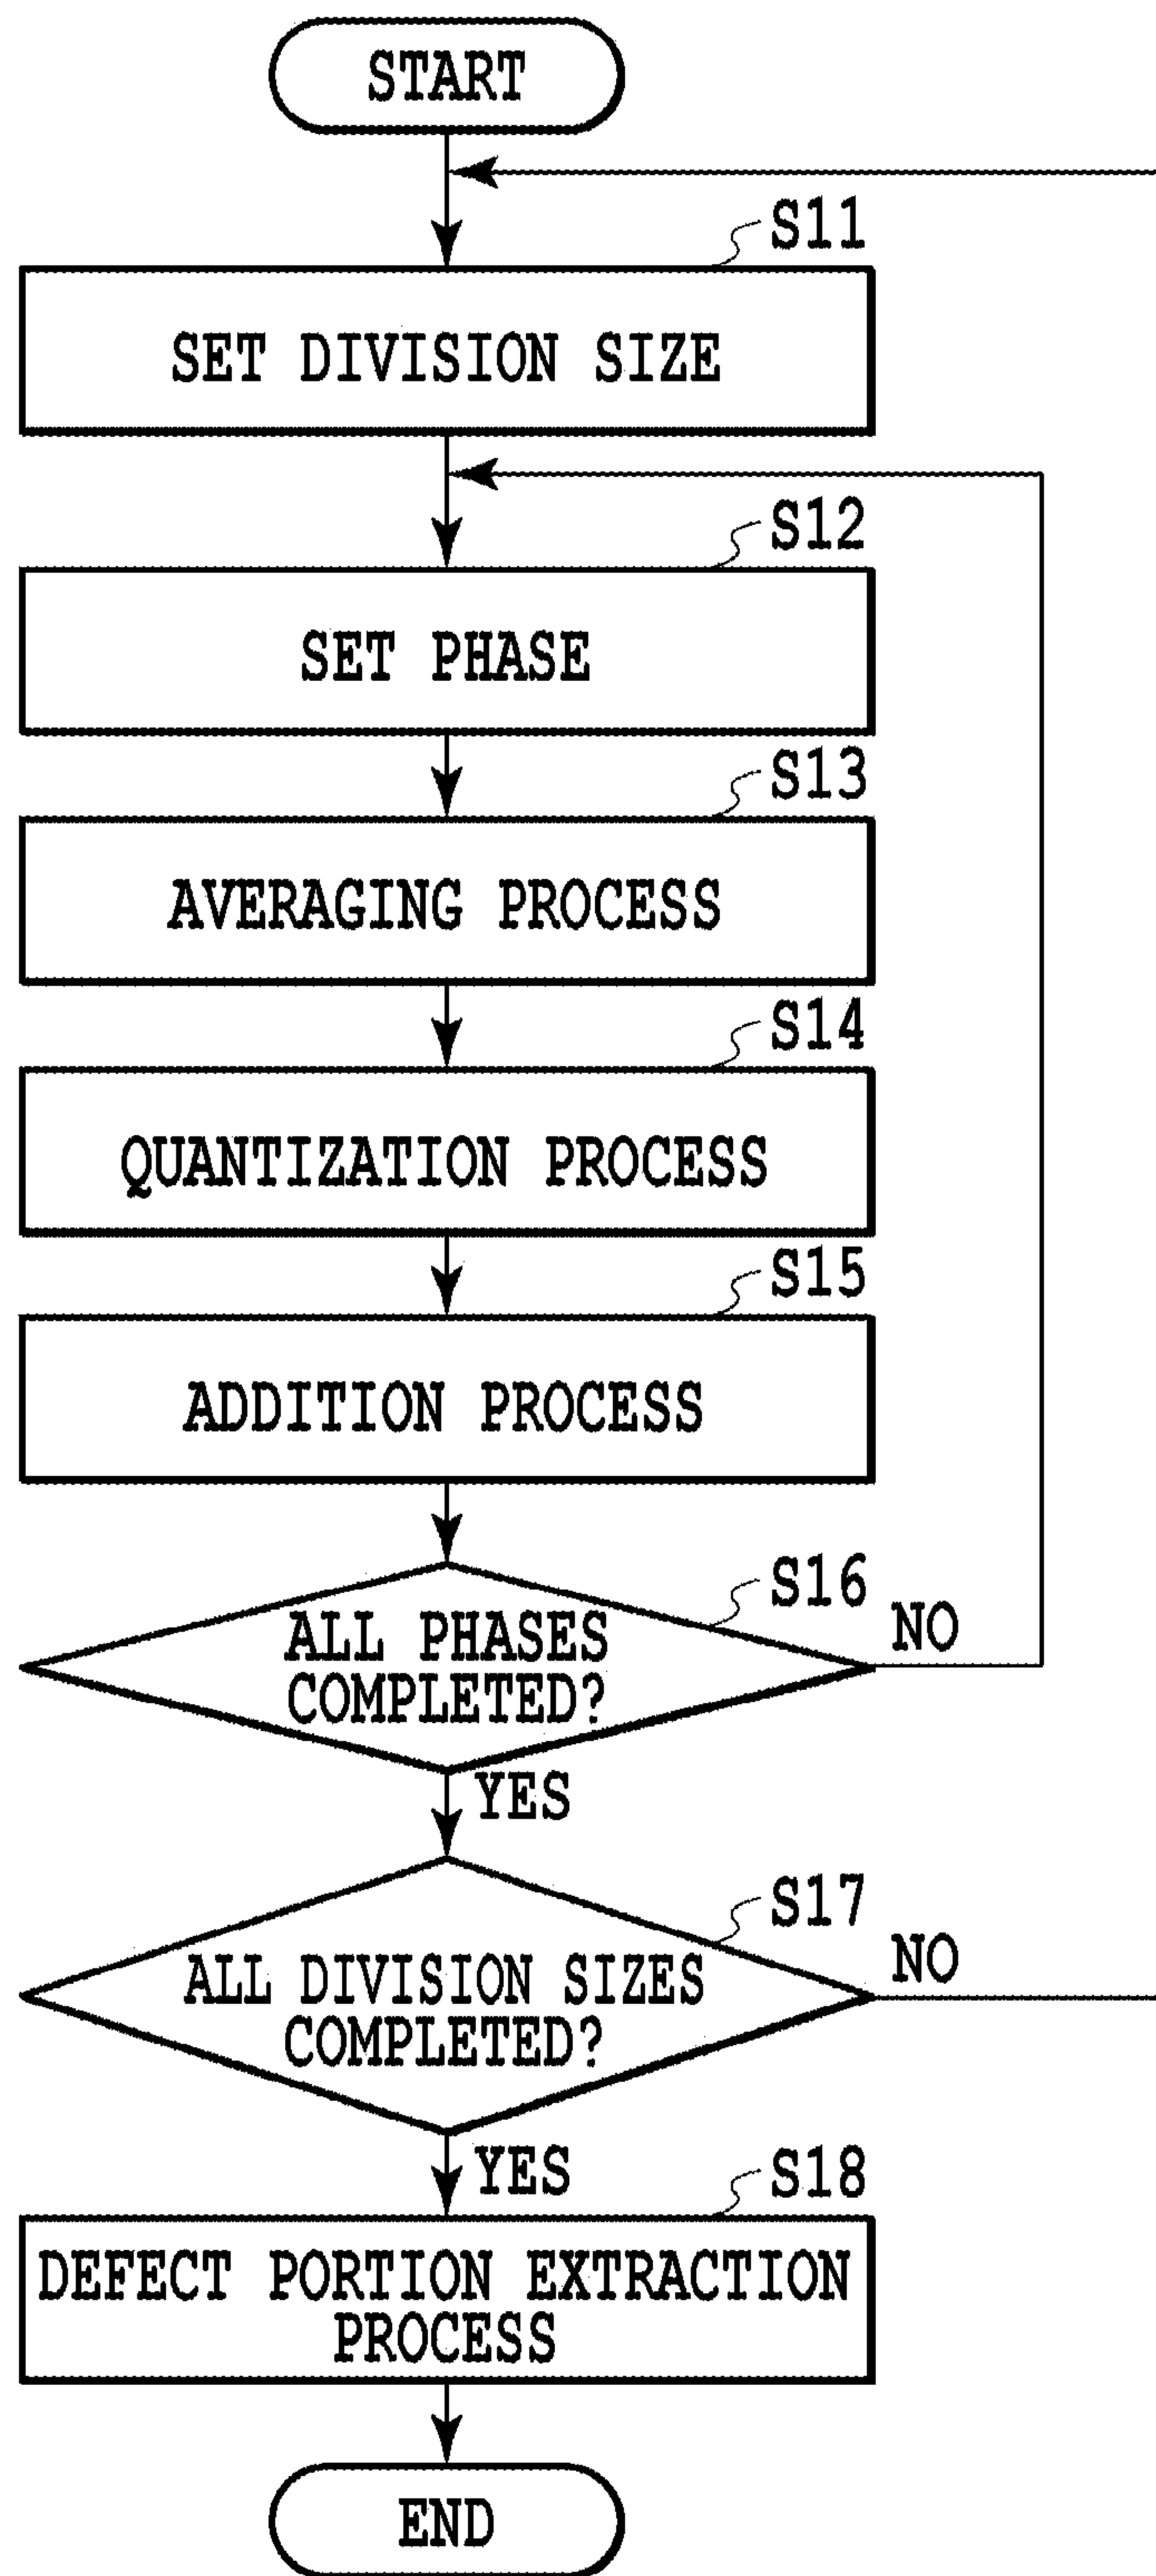 START
S11
SET DIVISION SIZE
S12
SET PHASE
S13
AVERAGING PROCESS
S14
QUANTIZATION PROCESS
S15
ADDITION PROCESS
S16
ALL PHASES
COMPLETED?
NO
YES
S17
ALL DIVISION SIZES
COMPLETED?
NO
YES
S18
DEFECT PORTION EXTRACTION
PROCESS
END